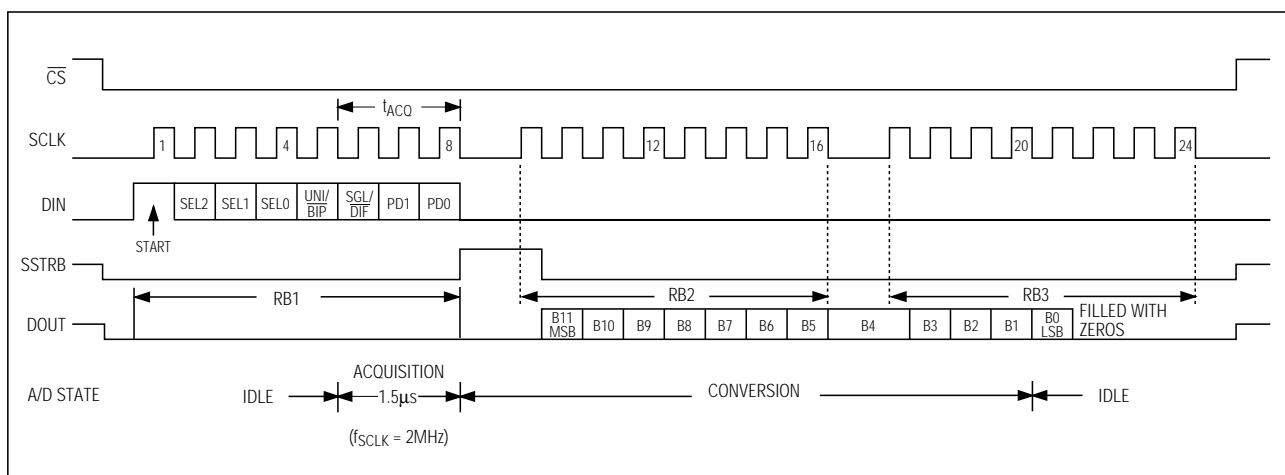 CS
tACQ
SCLK 1 4 8 12 16 20 24
DIN SEL2 SEL1 SEL0 UNI/ BIP SGL/ DIF PD1 PD0
START
SSTRB
RB1 RB2 RB3
DOUT B11 MSB B10 B9 B8 B7 B6 B5 B4 B3 B2 B1 B0 LSB FILLED WITH ZEROS
A/D STATE IDLE ACQUISITION 1.5μs CONVERSION IDLE
(fSCLK = 2MHz)